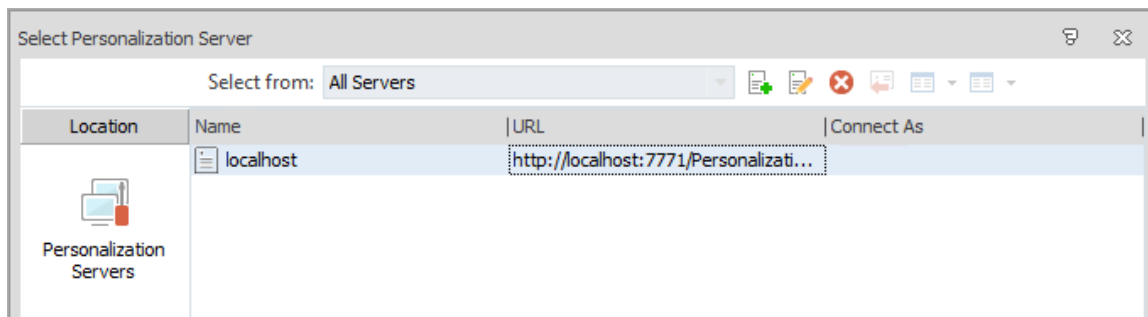 Select Personalization Server
Select from: All Servers
Location Name URL Connect As
localhost http://localhost:7771/Personalizati...
Personalization
Servers